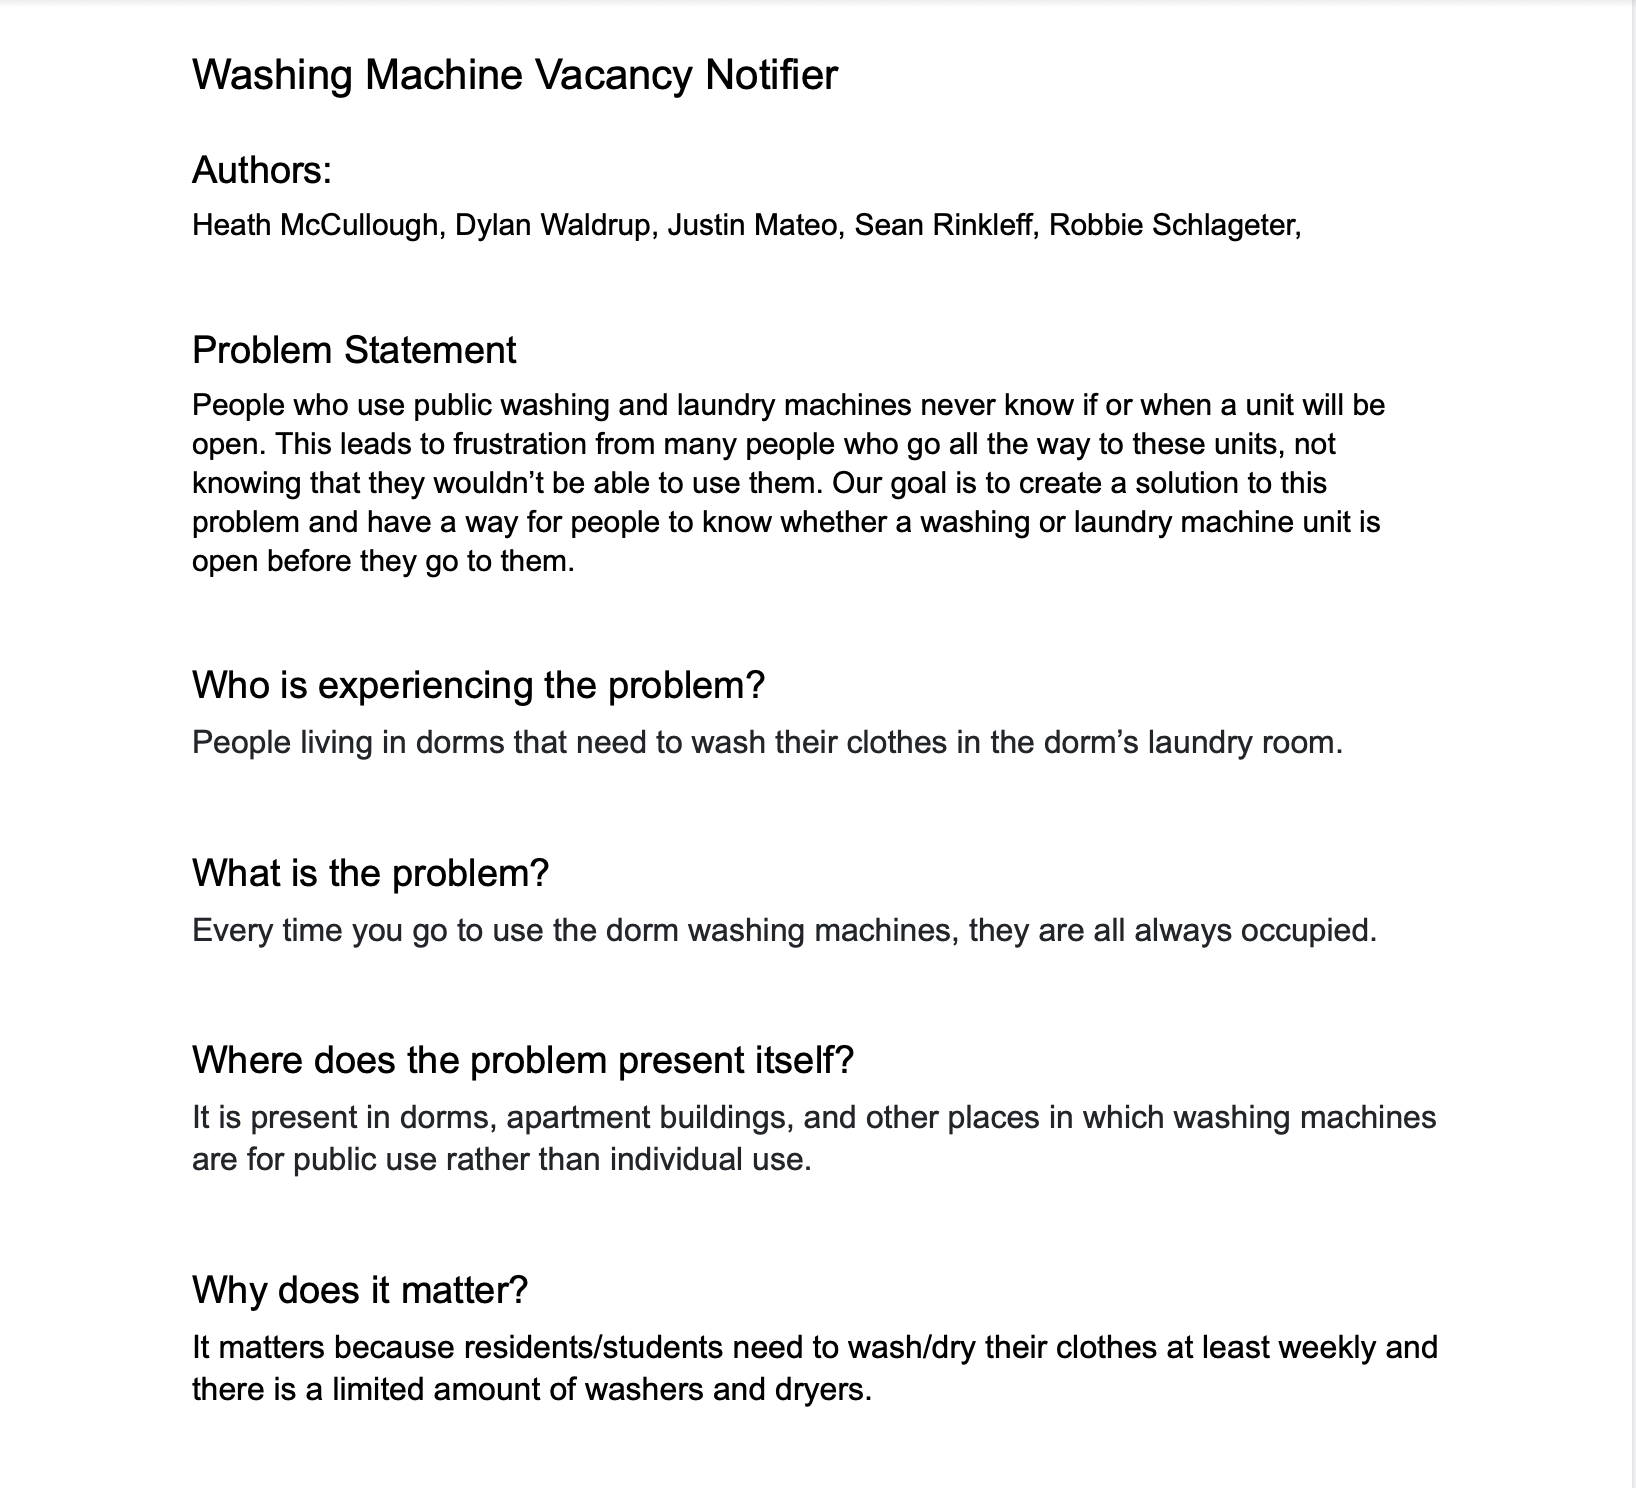 Washing Machine Vacancy Notifier
Authors:
Heath McCullough, Dylan Waldrup, Justin Mateo, Sean Rinkleff, Robbie Schlageter,
Problem Statement
People who use public washing and laundry machines never know if or when a unit will be
open. This leads to frustration from many people who go all the way to these units, not
knowing that they wouldn’t be able to use them. Our goal is to create a solution to this
problem and have a way for people to know whether a washing or laundry machine unit is
open before they go to them.
Who is experiencing the problem?
People living in dorms that need to wash their clothes in the dorm’s laundry room.
What is the problem?
Every time you go to use the dorm washing machines, they are all always occupied.
Where does the problem present itself?
It is present in dorms, apartment buildings, and other places in which washing machines
are for public use rather than individual use.
Why does it matter?
It matters because residents/students need to wash/dry their clothes at least weekly and
there is a limited amount of washers and dryers.